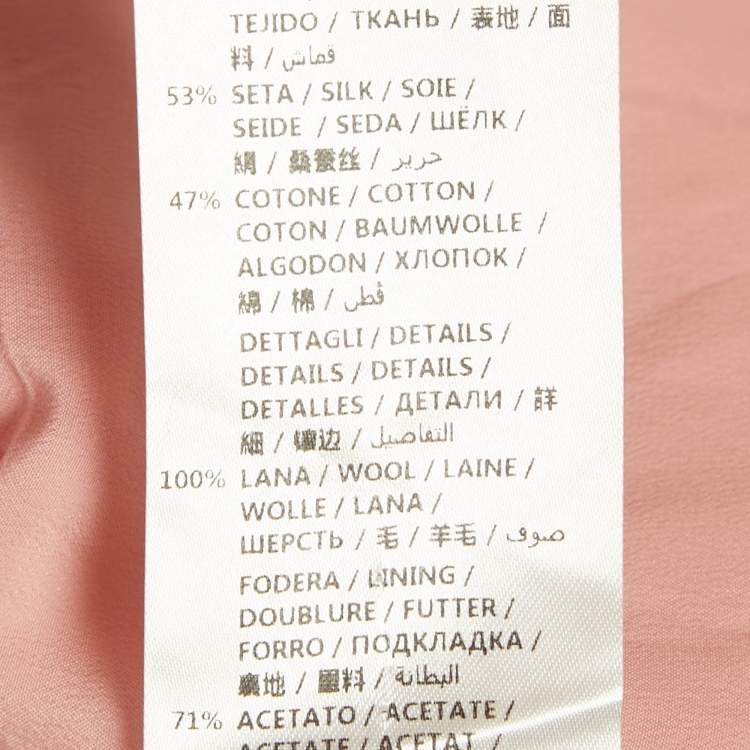 TEJIDO / ТКАНЬ / 表地 / 面
料 / قماش
53% SETA / SILK / SOIE /
SEIDE / SEDA / ШЁЛК /
絹 / 桑蚕丝 / حرير
47% COTONE / COTTON /
COTON / BAUMWOLLE /
ALGODON / ХЛОПОК /
綿 / 棉 / قطن
DETTAGLI / DETAILS /
DETAILS / DETAILS /
DETALLES / ДЕТАЛИ / 詳
細 / 镶边 / التفاصيل
100% LANA / WOOL / LAINE /
WOLLE / LANA /
ШЕРСТЬ / 毛 / 羊毛 / صوف
FODERA / LINING /
DOUBLURE / FUTTER /
FORRO / ПОДКЛАДКА /
裏地 / 里料 / البطانة
71% ACETATO / ACETATE /
ACETATE / ACETAT /